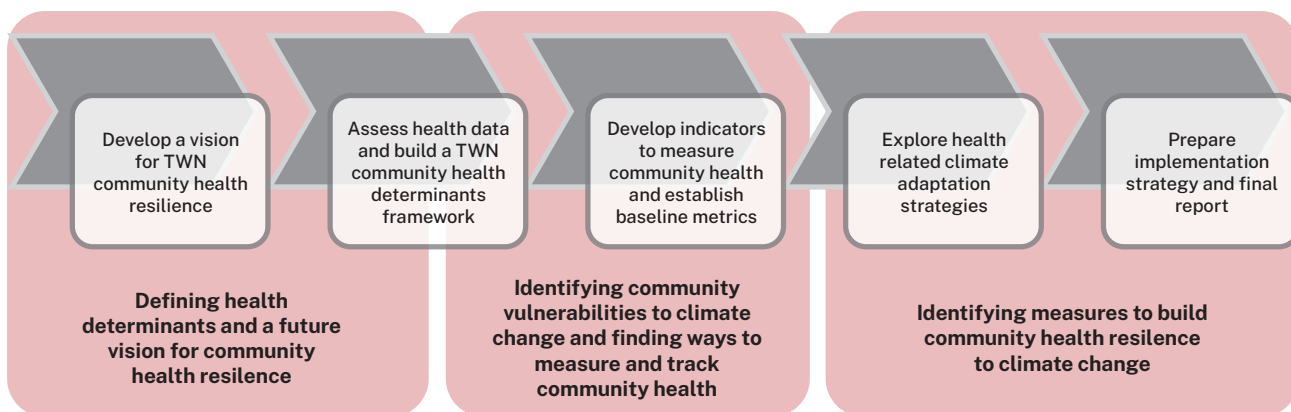 Develop a vision
for TWN
community health
resilience
Assess health data
and build a TWN
community health
determinants
framework
Develop indicators
to measure
community health
and establish
baseline metrics
Explore health
related climate
adaptation
strategies
Prepare
implementation
strategy and final
report
Defining health
determinants and a future
vision for community
health resilence
Identifying community
vulnerabilities to climate
change and finding ways to
measure and track
community health
Identifying measures to build
community health resilence
to climate change